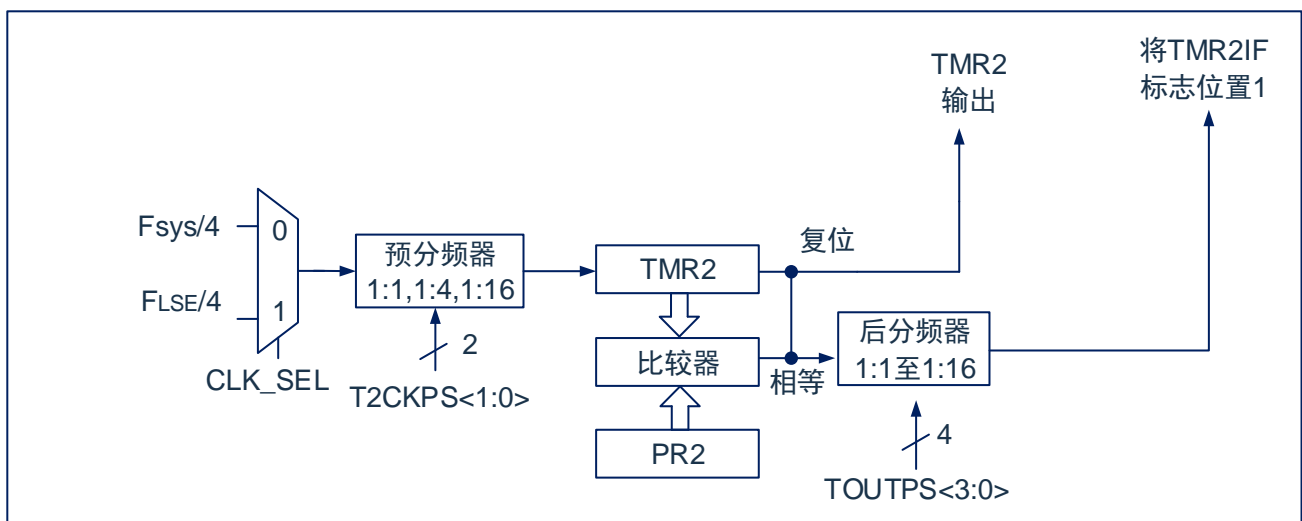 TMR2
输出
将TMR2IF
标志位置1
Fsys/4
0
FLSE/4
1
CLK_SEL
预分频器
1:1,1:4,1:16
2
T2CKPS<1:0>
TMR2
复位
比较器
相等
PR2
后分频器
1:1至1:16
4
TOUTPS<3:0>